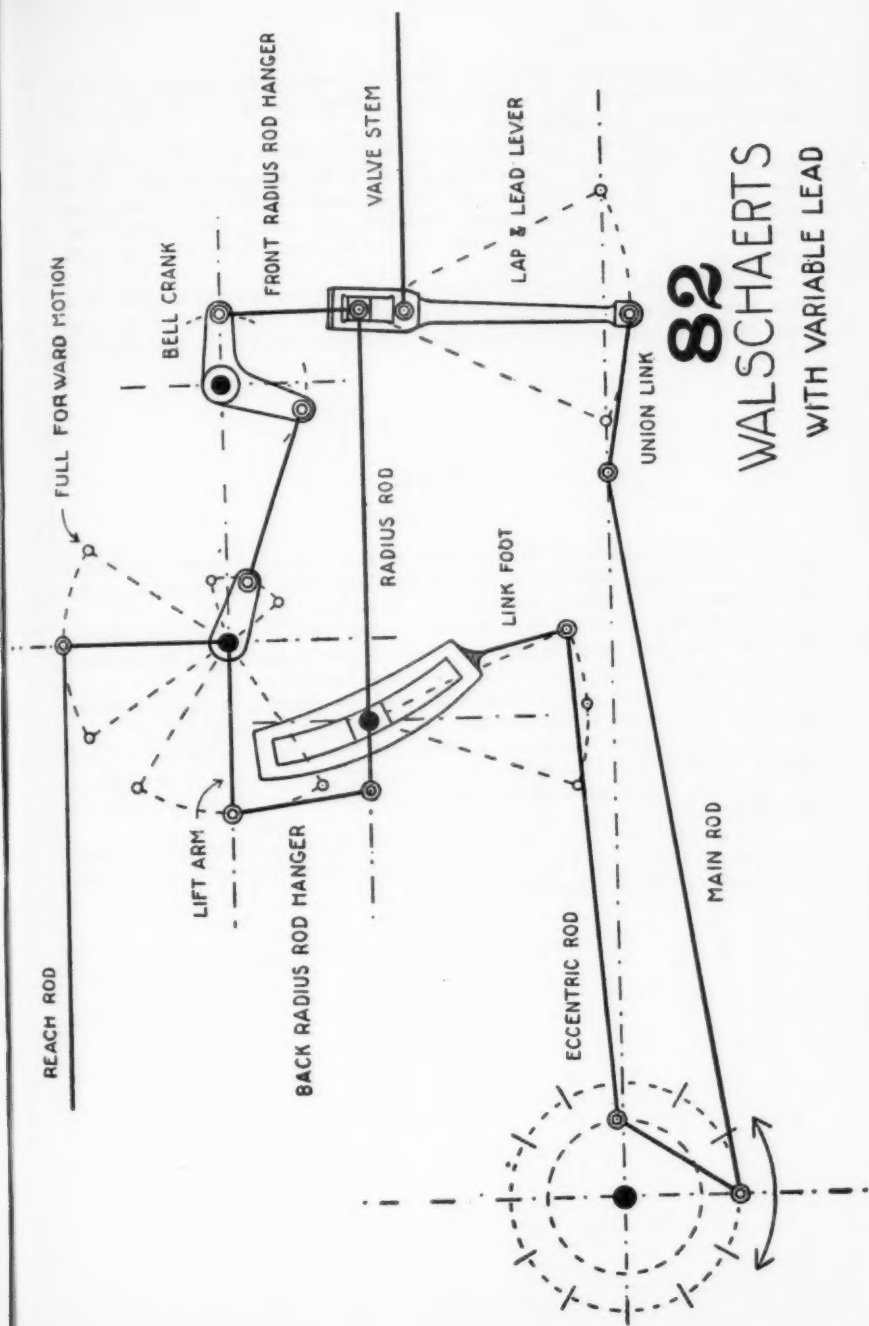 FULL FORWARD MOTION
REACH ROD
BELL CRANK
FRONT RADIUS ROD HANGER
LIFT ARM
VALVE STEM
BACK RADIUS ROD HANGER
RADIUS ROD
LAP & LEAD LEVER
LINK FOOT
ECCENTRIC ROD
UNION LINK
MAIN ROD
82
WALSCHAERTS
WITH VARIABLE LEAD